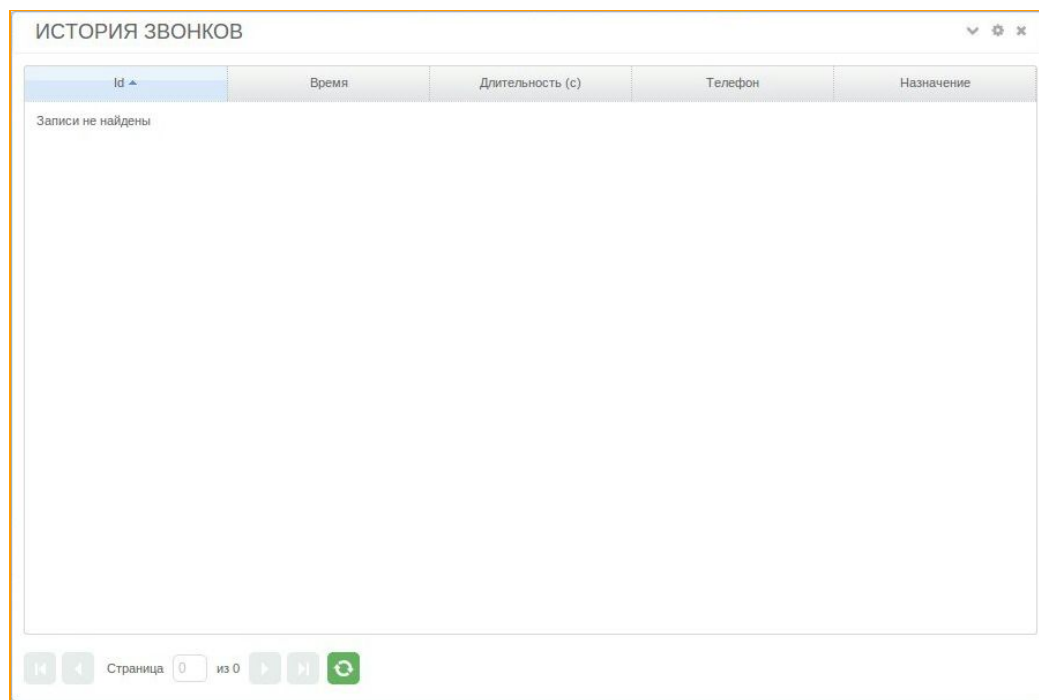 ИСТОРИЯ ЗВОНКОВ
Id Время Длительность (с) Телефон Назначение
Записи не найдены
Страница 0 из 0